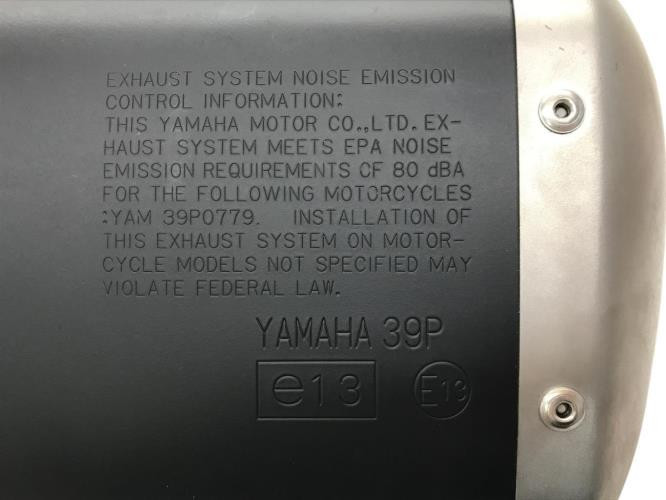 EXHAUST SYSTEM NOISE EMISSION
CONTROL INFORMATION:
THIS YAMAHA MOTOR CO.,LTD. EX-
HAUST SYSTEM MEETS EPA NOISE
EMISSION REQUIREMENTS OF 80 dBA
FOR THE FOLLOWING MOTORCYCLES
:YAM 39P0779. INSTALLATION OF
THIS EXHAUST SYSTEM ON MOTOR-
CYCLE MODELS NOT SPECIFIED MAY
VIOLATE FEDERAL LAW.
YAMAHA 39P
e13 E13